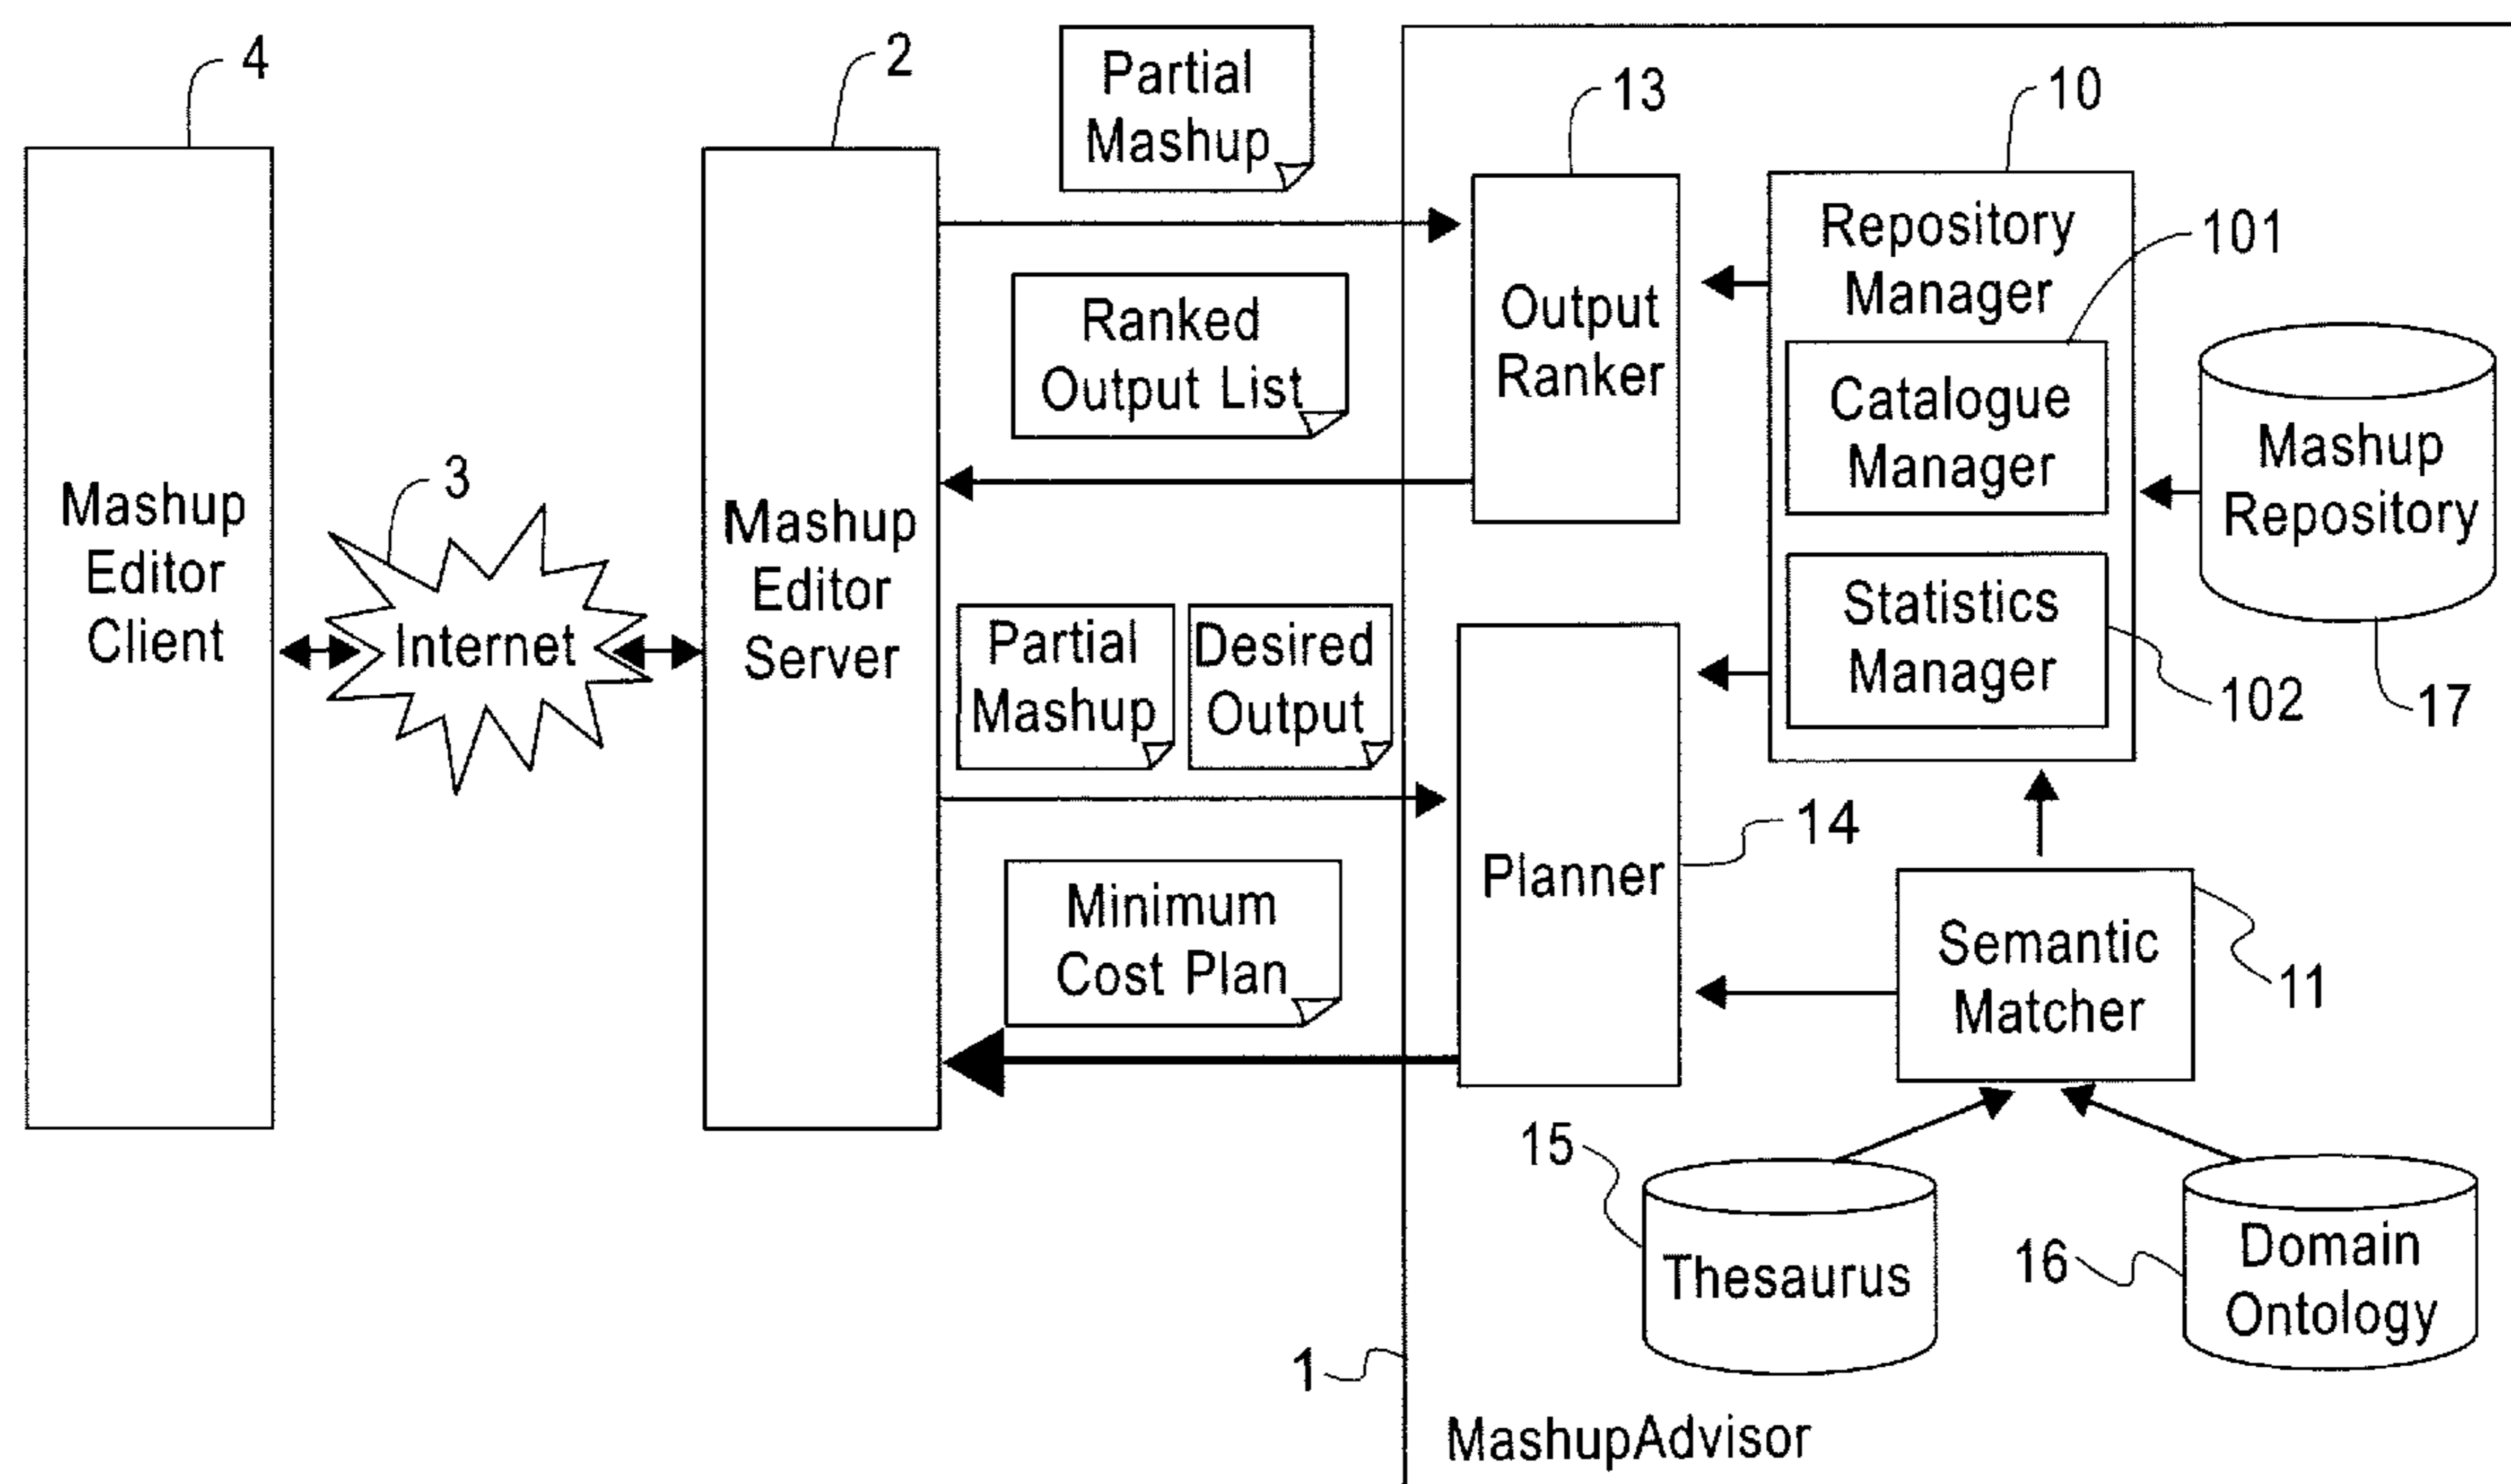 4
Mashup
Editor
Client
3
Internet
2
Mashup
Editor
Server
Partial
Mashup
Ranked
Output List
Partial
Mashup
Desired
Output
Minimum
Cost Plan
13
Output
Ranker
10
Repository
Manager
101
Catalogue
Manager
Statistics
Manager
102
Mashup
Repository
17
Planner
14
Semantic
Matcher
11
15
Thesaurus
16
Domain
Ontology
1
MashupAdvisor